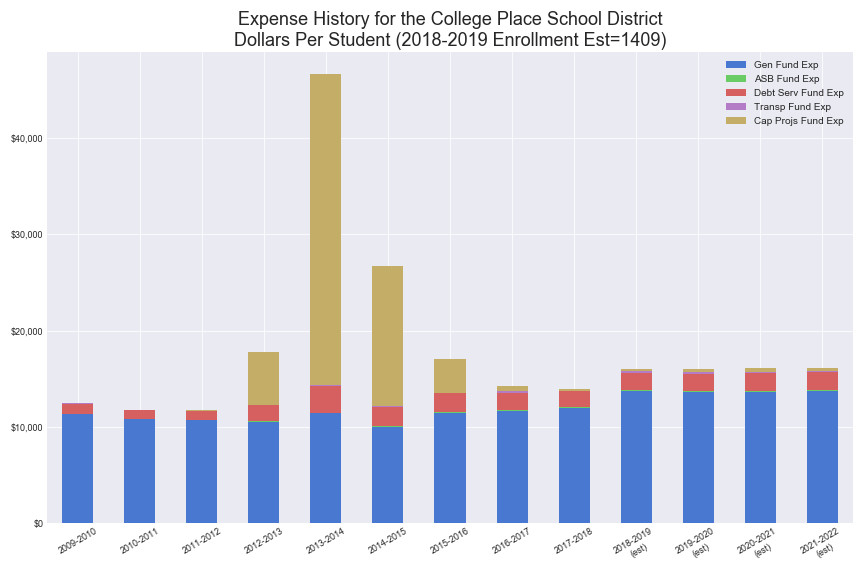 Expense History for the College Place School District
Dollars Per Student (2018-2019 Enrollment Est=1409)
Gen Fund Exp
ASB Fund Exp
Debt Serv Fund Exp
Transp Fund Exp
Cap Projs Fund Exp
$40,000
$30,000
$20,000
$10,000
$0
2009-2010
2010-2011
2011-2012
2012-2013
2013-2014
2014-2015
2015-2016
2016-2017
2017-2018
2018-2019
(est)
2019-2020
(est)
2020-2021
(est)
2021-2022
(est)